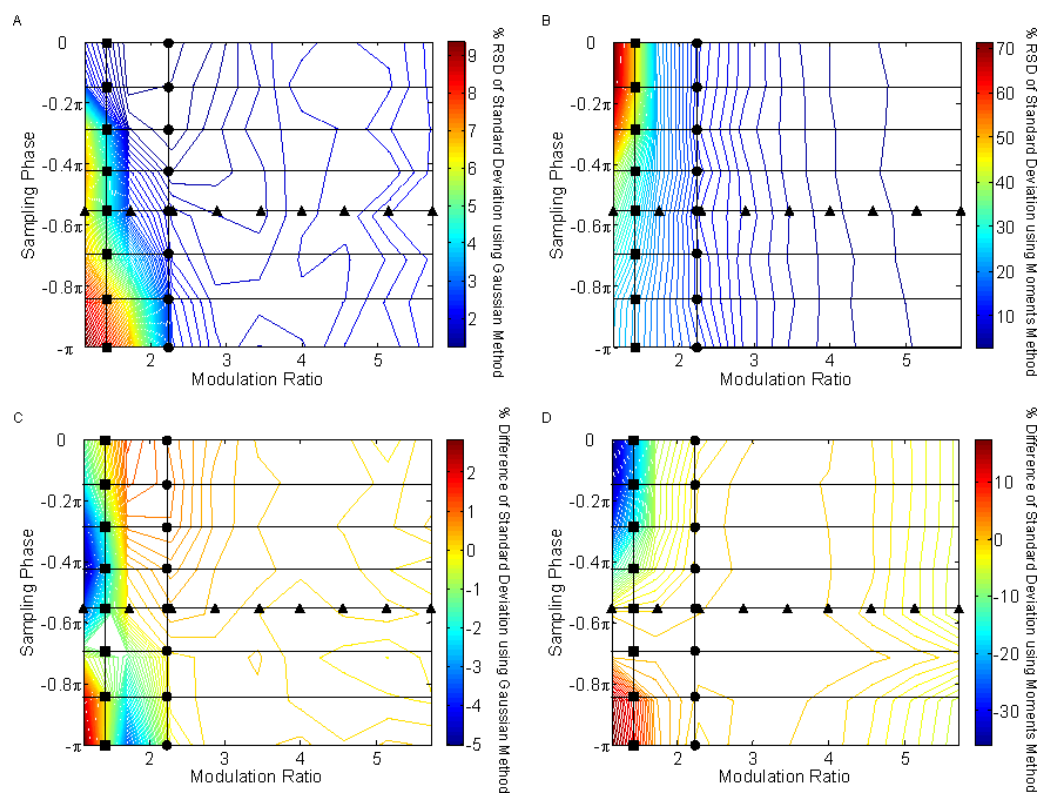 A
0
-0.2π
-0.4π
-0.6π
-0.8π
-π
Sampling Phase
2
3
4
5
Modulation Ratio
9
8
7
6
5
4
3
2
% RSD of Standard Deviation using Gaussian Method
B
0
-0.2π
-0.4π
-0.6π
-0.8π
-π
Sampling Phase
2
3
4
5
Modulation Ratio
70
60
50
40
30
20
10
% RSD of Standard Deviation using Moments Method
C
0
-0.2π
-0.4π
-0.6π
-0.8π
-π
Sampling Phase
2
3
4
5
Modulation Ratio
2
1
0
-1
-2
-3
-4
-5
% Difference of Standard Deviation using Gaussian Method
D
0
-0.2π
-0.4π
-0.6π
-0.8π
-π
Sampling Phase
2
3
4
5
Modulation Ratio
10
0
-10
-20
-30
% Difference of Standard Deviation using Moments Method